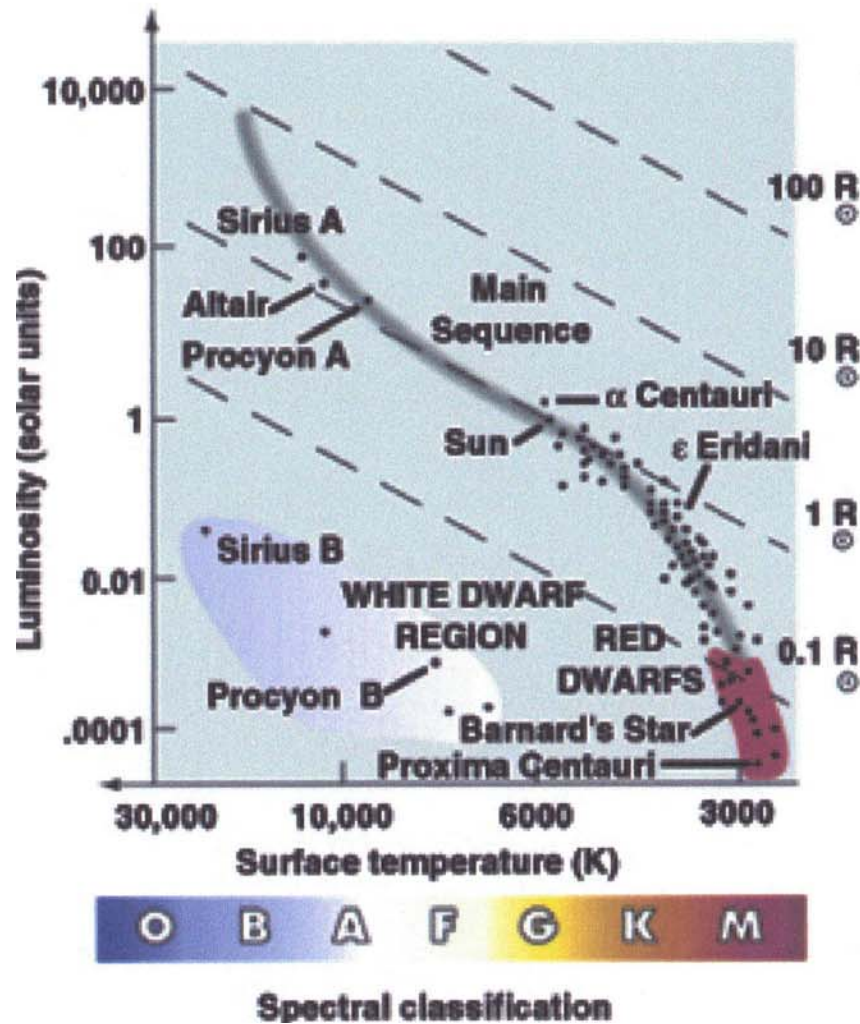 10,000
100 R☉
Sirius A
100
Altair
Main
Sequence
10 R☉
Procyon A
α Centauri
1
Sun
ε Eridani
1 R☉
Sirius B
0.01
WHITE DWARF
REGION
RED
DWARFS
0.1 R☉
Procyon B
.0001
Barnard's Star
Proxima Centauri
30,000
10,000
6000
3000
Luminosity (solar units)
Surface temperature (K)
O B A F G K M
Spectral classification